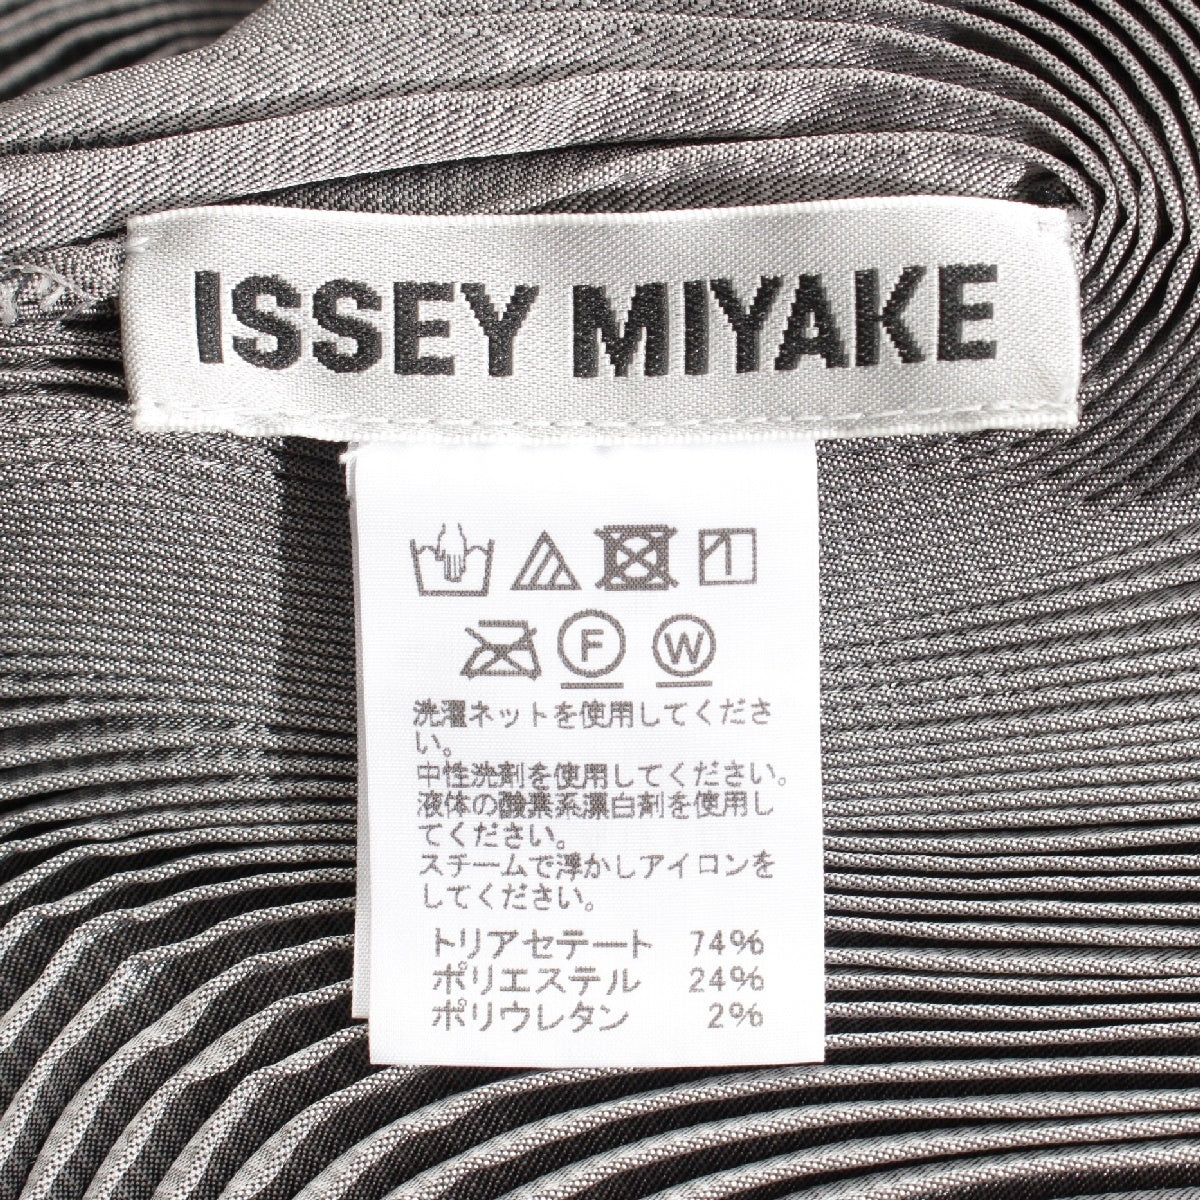 ISSEY MIYAKE
F W
洗濯ネットを使用してくださ
い。
中性洗剤を使用してください。
液体の酸素系漂白剤を使用し
てください。
スチームで浮かしアイロンを
してください。
トリアセテート 74%
ポリエステル 24%
ポリウレタン 2%